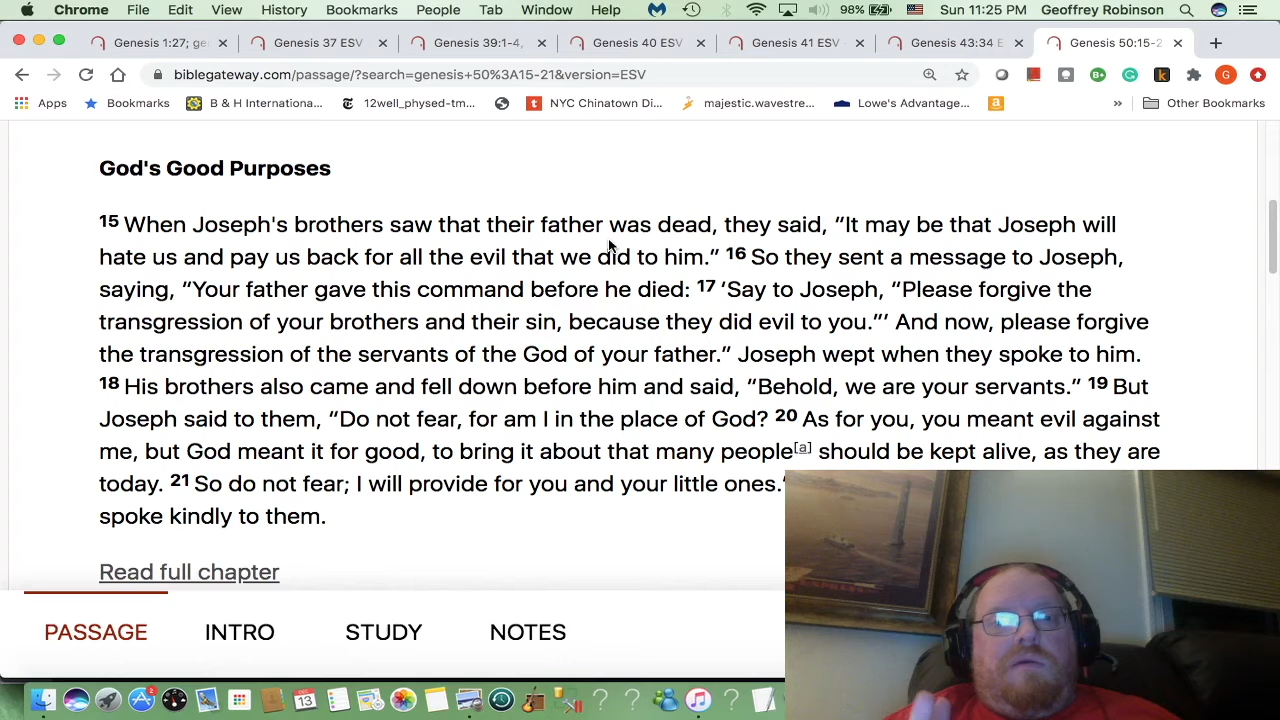 Chrome File Edit View History Bookmarks People Tab Window Help 98% Sun 11:25 PM Geoffrey Robinson
Genesis 1:27; ge Genesis 37 ESV Genesis 39:1-4, Genesis 40 ESV Genesis 41 ESV Genesis 43:34 E Genesis 50:15-2
biblegateway.com/passage/?search=genesis+50%3A15-21&version=ESV
Apps Bookmarks B & H Internationa... 12well_physed-tm... NYC Chinatown Di... majestic.wavestre... Lowe's Advantage... » Other Bookmarks
God's Good Purposes
15 When Joseph's brothers saw that their father was dead, they said, “It may be that Joseph will
hate us and pay us back for all the evil that we did to him.” 16 So they sent a message to Joseph,
saying, “Your father gave this command before he died: 17 ‘Say to Joseph, “Please forgive the
transgression of your brothers and their sin, because they did evil to you.”’ And now, please forgive
the transgression of the servants of the God of your father.” Joseph wept when they spoke to him.
18 His brothers also came and fell down before him and said, “Behold, we are your servants.” 19 But
Joseph said to them, “Do not fear, for am I in the place of God? 20 As for you, you meant evil against
me, but God meant it for good, to bring it about that many people[a] should be kept alive, as they are
today. 21 So do not fear; I will provide for you and your little ones.
spoke kindly to them.
Read full chapter
PASSAGE INTRO STUDY NOTES